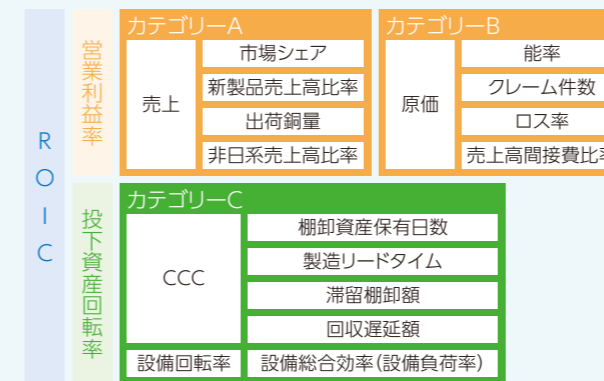 ROIC
営業利益率
カテゴリーA
売上
市場シェア
新製品売上高比率
出荷銅量
非日系売上高比率
カテゴリーB
原価
能率
クレーム件数
ロス率
売上高間接費比率
投下資産回転率
カテゴリーC
CCC
棚卸資産保有日数
製造リードタイム
滞留棚卸額
回収遅延額
設備回転率
設備総合効率(設備負荷率)